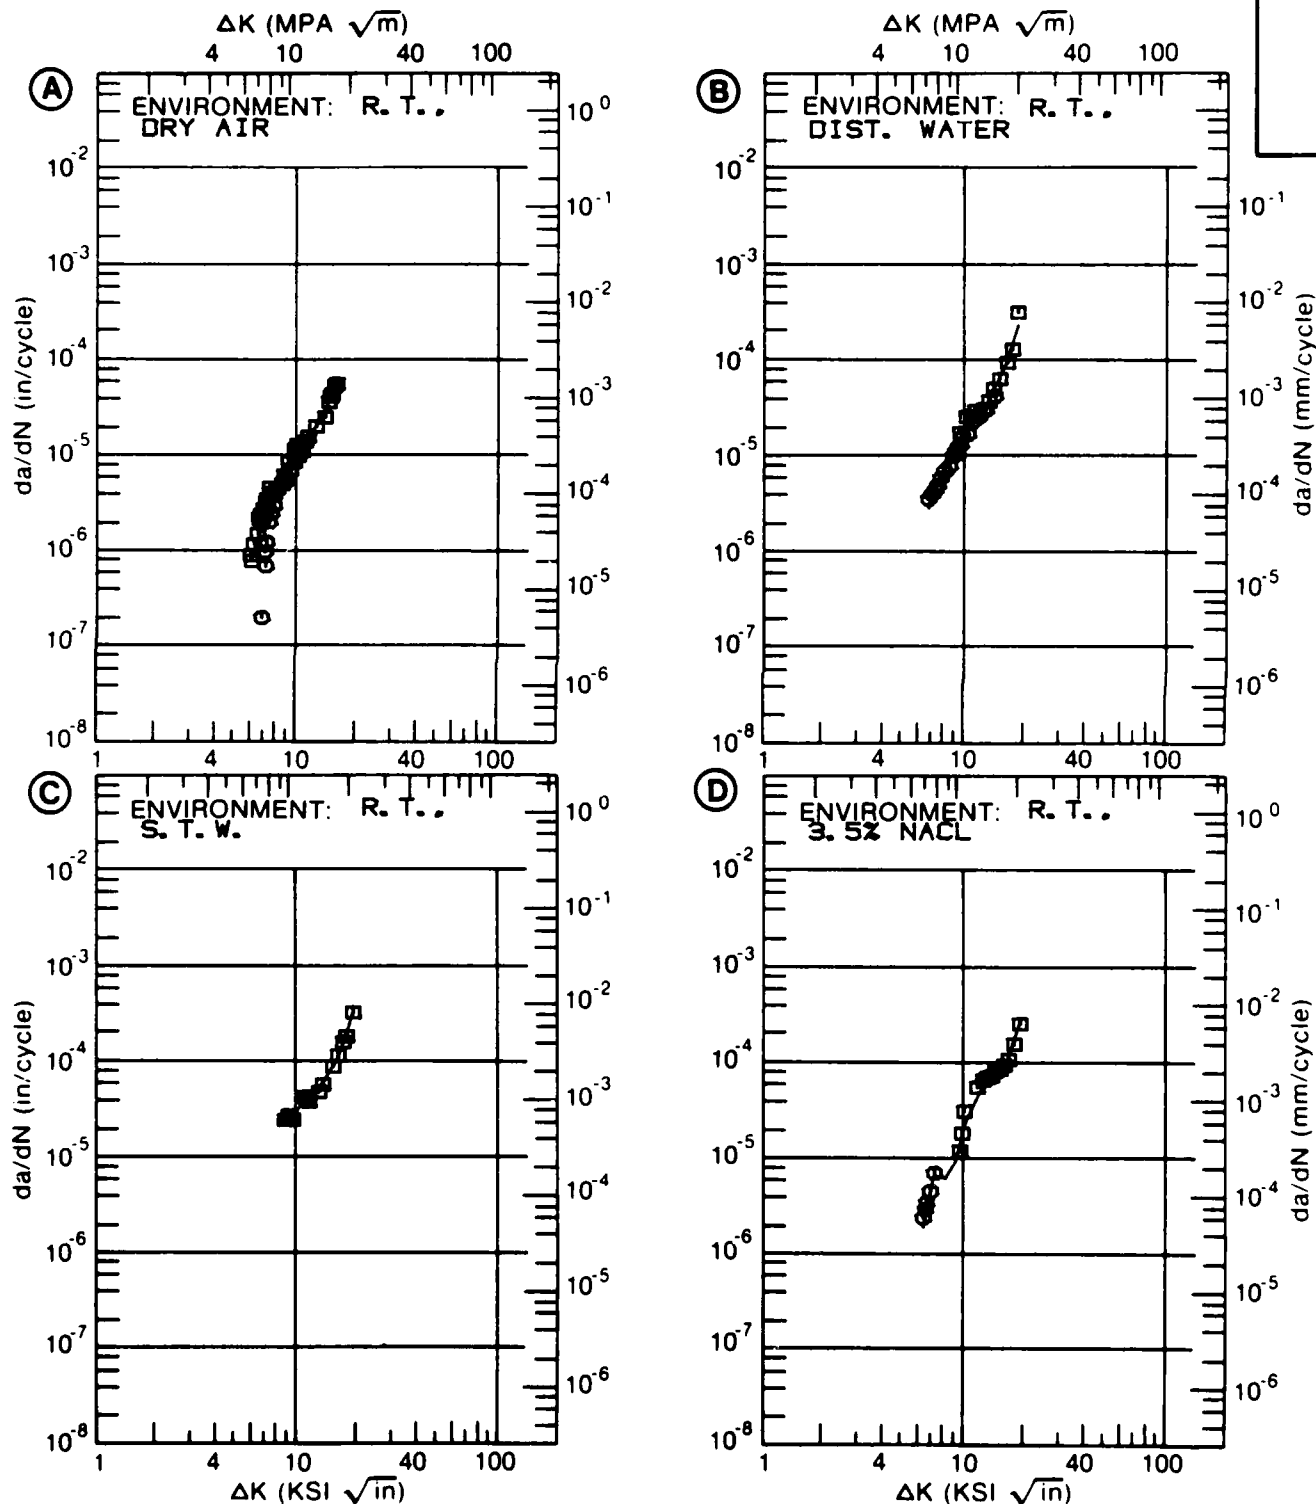 ΔK (MPA √m)
4 10 40 100
ΔK (MPA √m)
4 10 40 100
A
ENVIRONMENT: R. T.,
DRY AIR
B
ENVIRONMENT: R. T.,
DIST. WATER
da/dN (in/cycle)
10^-2
10^-3
10^-4
10^-5
10^-6
10^-7
10^-8
10^0
10^-1
10^-2
10^-3
10^-4
10^-5
10^-6
10^-2
10^-3
10^-4
10^-5
10^-6
10^-7
10^-8
10^-1
10^-2
10^-3
10^-4
10^-5
10^-6
da/dN (mm/cycle)
1 4 10 40 100
1 4 10 40 100
C
ENVIRONMENT: R. T.,
S. T. W.
D
ENVIRONMENT: R. T.,
3. 5% NACL
da/dN (in/cycle)
10^-2
10^-3
10^-4
10^-5
10^-6
10^-7
10^-8
10^0
10^-1
10^-2
10^-3
10^-4
10^-5
10^-6
10^-2
10^-3
10^-4
10^-5
10^-6
10^-7
10^-8
10^0
10^-1
10^-2
10^-3
10^-4
10^-5
10^-6
da/dN (mm/cycle)
1 4 10 40 100
1 4 10 40 100
ΔK (KSI √in)
ΔK (KSI √in)